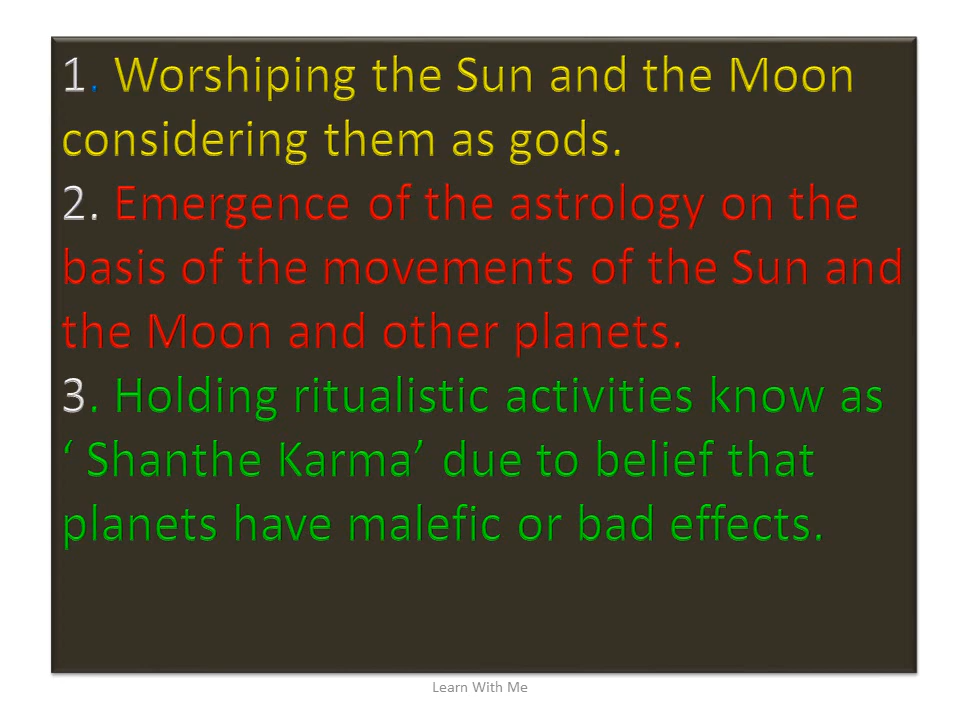 1. Worshiping the Sun and the Moon
considering them as gods.
2. Emergence of the astrology on the
basis of the movements of the Sun and
the Moon and other planets.
3. Holding ritualistic activities know as
‘ Shanthe Karma’ due to belief that
planets have malefic or bad effects.
Learn With Me